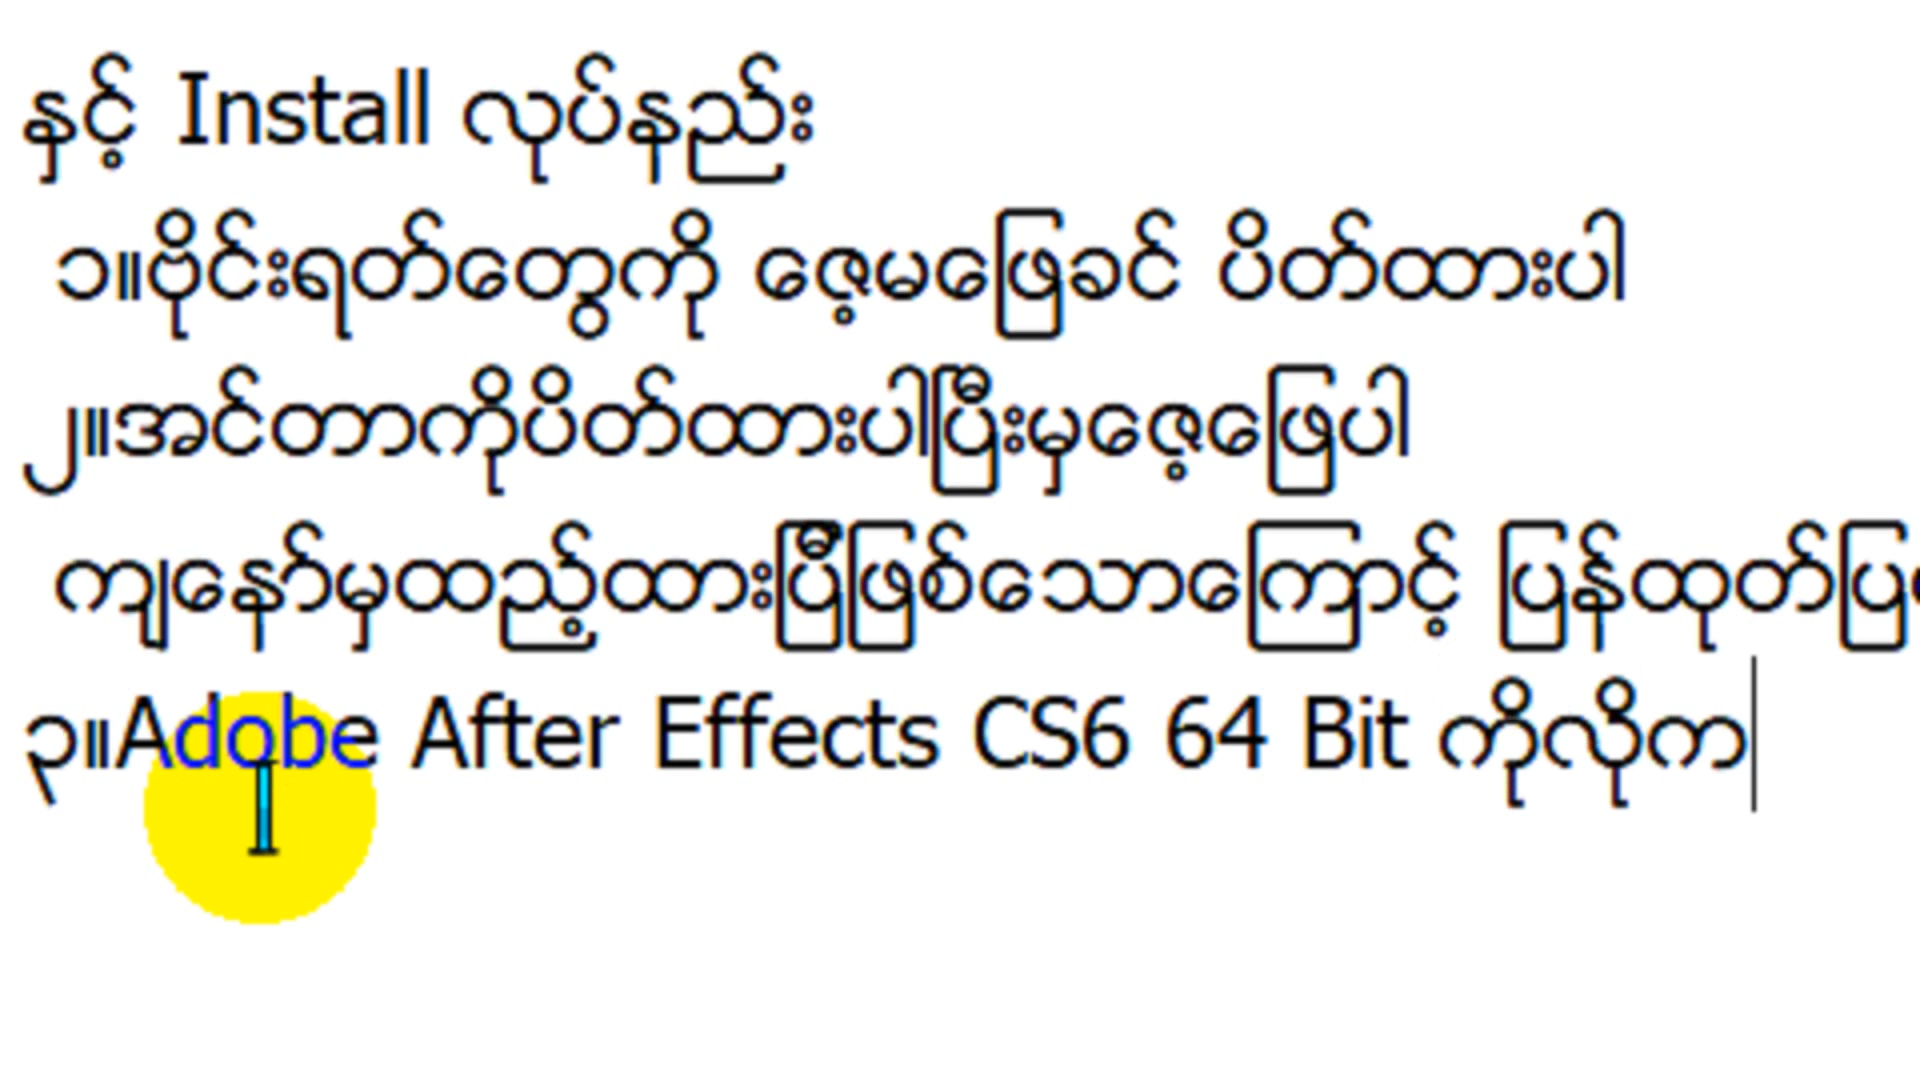 နှင့် Install လုပ်နည်း
၁။ဗိုင်းရတ်တွေကို ဇေ့မဖြေခင် ပိတ်ထားပါ
၂။အင်တာကိုပိတ်ထားပါပြီးမှဇေ့ဖြေပါ
ကျနော်မှထည့်ထားပြီဖြစ်သောကြောင့် ပြန်ထုတ်ပြ
၃။Adobe After Effects CS6 64 Bit ကိုလိုက